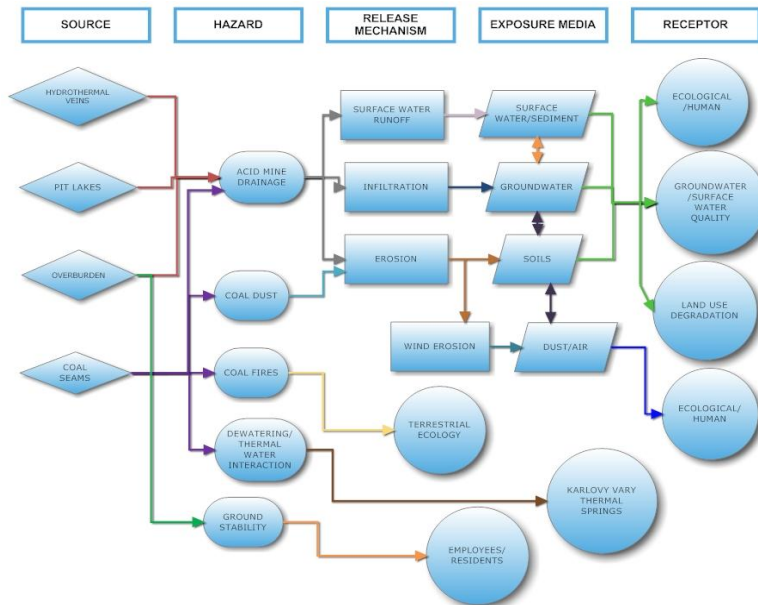 SOURCE
HAZARD
RELEASE
MECHANISM
EXPOSURE MEDIA
RECEPTOR
HYDROTHERMAL
VEINS
PIT LAKES
OVERBURDEN
COAL
SEAMS
ACID MINE
DRAINAGE
COAL DUST
COAL FIRES
DEWATERING/
THERMAL
WATER
INTERACTION
GROUND
STABILITY
SURFACE WATER
RUNOFF
INFILTRATION
EROSION
WIND EROSION
SURFACE
WATER/SEDIMENT
GROUNDWATER
SOILS
DUST/AIR
TERRESTRIAL
ECOLOGY
EMPLOYEES/
RESIDENTS
KARLOVY VARY
THERMAL
SPRINGS
ECOLOGICAL
/HUMAN
GROUNDWATER
/SURFACE
WATER
QUALITY
LAND USE
DEGRADATION
ECOLOGICAL/
HUMAN